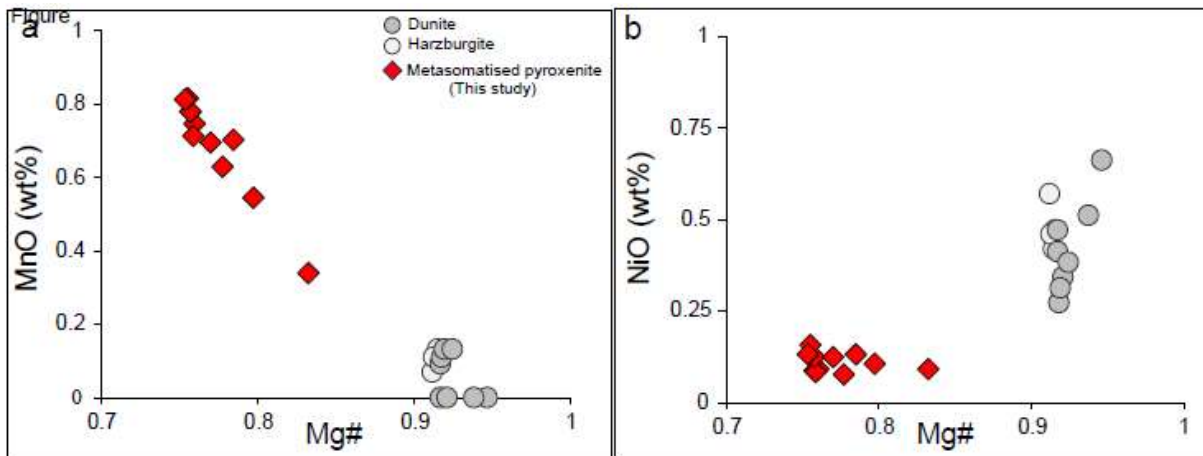 Figure
a
Dunite
Harzburgite
Metasomatised pyroxenite
(This study)
MnO (wt%)
1
0.8
0.6
0.4
0.2
0
0.7
0.8
0.9
1
Mg#
b
NiO (wt%)
1
0.75
0.5
0.25
0
0.7
0.8
0.9
1
Mg#